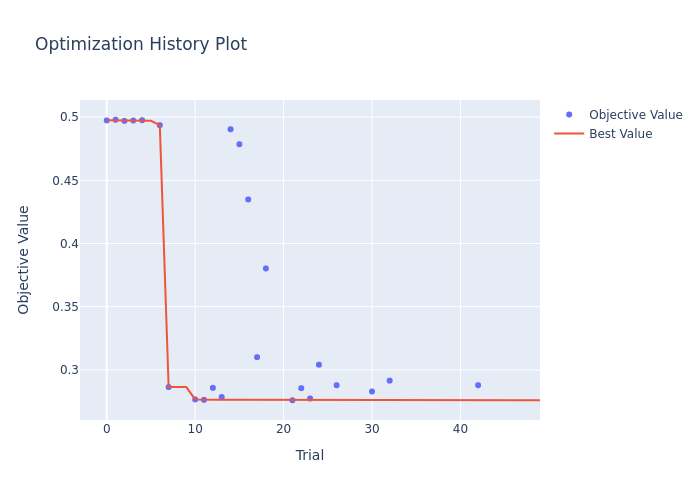 Optimization History Plot
Objective Value
Best Value
0.5
0.45
0.4
0.35
0.3
Objective Value
0
10
20
30
40
Trial